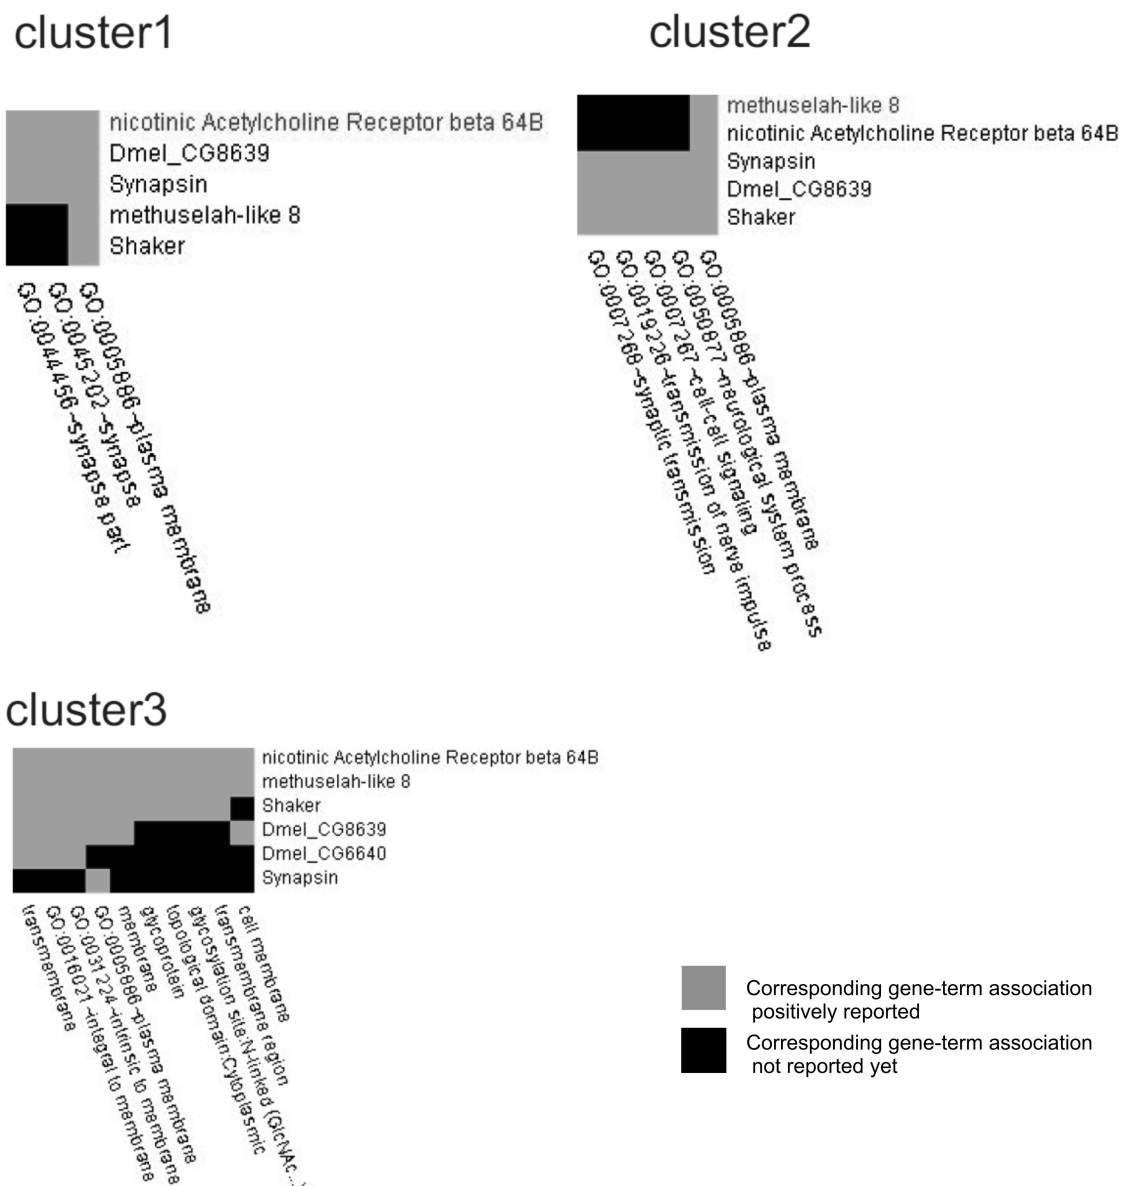 cluster1
nicotinic Acetylcholine Receptor beta 64B
Dmel_CG8639
Synapsin
methuselah-like 8
Shaker
GO:0044456~synapse part
GO:0045202~synapse
GO:0005886~plasma membrane
cluster2
methuselah-like 8
nicotinic Acetylcholine Receptor beta 64B
Synapsin
Dmel_CG8639
Shaker
GO:0007268~synaptic transmission
GO:0019226~transmission of nerve impulse
GO:0007267~cell-cell signaling
GO:0050877~neurological system process
GO:0005886~plasma membrane
cluster3
nicotinic Acetylcholine Receptor beta 64B
methuselah-like 8
Shaker
Dmel_CG8639
Dmel_CG6640
Synapsin
transmembrane
GO:0016021~integral to membrane
GO:0031224~intrinsic to membrane
GO:0005886~plasma membrane
membrane
glycoprotein
topological domain:Cytoplasmic
glycosylation site:N-linked (GlcNAc...)
transmembrane region
cell membrane
Corresponding gene-term association
positively reported
Corresponding gene-term association
not reported yet